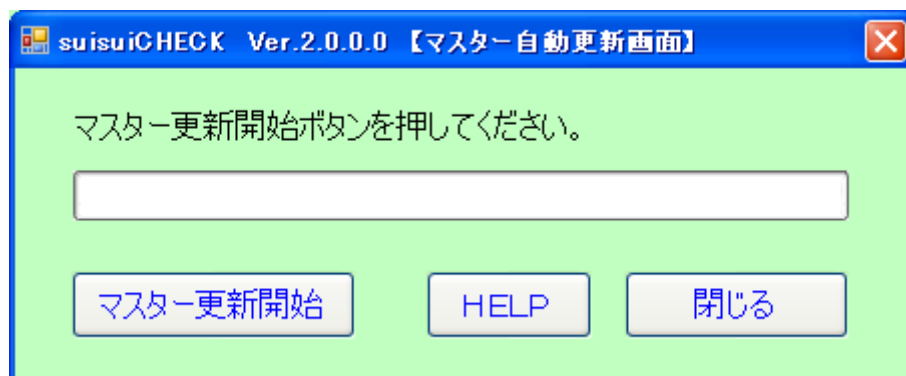 suisuiCHECK Ver.2.0.0.0 【マスター自動更新画面】
マスター更新開始ボタンを押してください。
マスター更新開始 HELP 閉じる